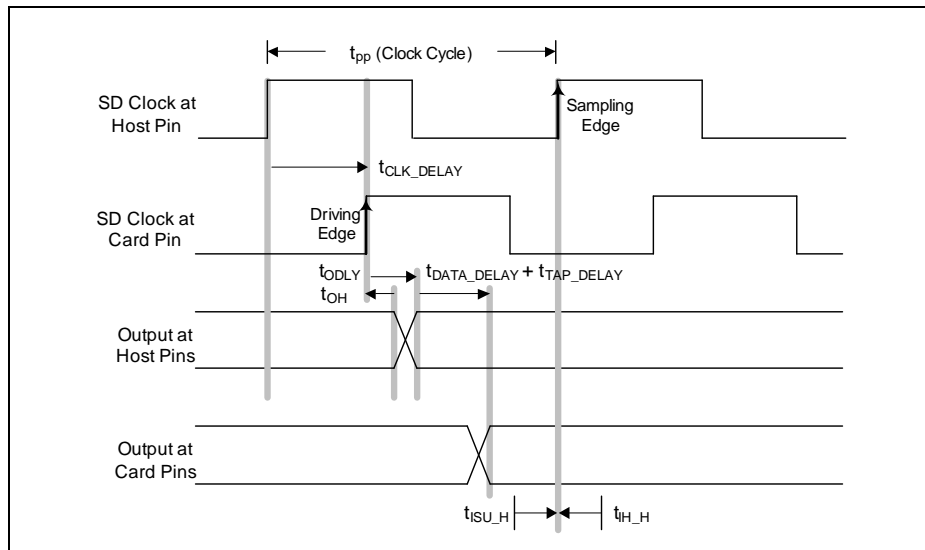 tpp (Clock Cycle)
SD Clock at
Host Pin
Sampling
Edge
tCLK_DELAY
SD Clock at
Card Pin
Driving
Edge
tODLY
tDATA_DELAY + tTAP_DELAY
tOH
Output at
Host Pins
Output at
Card Pins
tISU_H
tIH_H